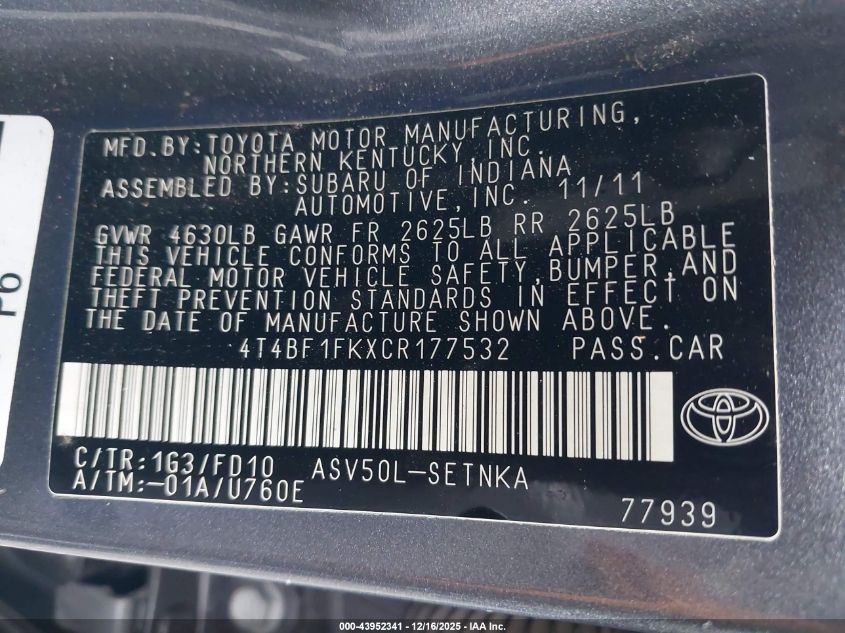 MFD.BY:TOYOTA MOTOR MANUFACTURING,
NORTHERN KENTUCKY,INC.
ASSEMBLED BY:SUBARU OF INDIANA
AUTOMOTIVE,INC. 11/11
GVWR 4630LB GAWR FR 2625LB RR 2625LB
THIS VEHICLE CONFORMS TO ALL APPLICABLE
FEDERAL MOTOR VEHICLE SAFETY,BUMPER,AND
THEFT PREVENTION STANDARDS IN EFFECT ON
THE DATE OF MANUFACTURE SHOWN ABOVE.
4T4BF1FKXCR177532 PASS.CAR
C/TR:1G3/FD10 ASV50L-SETNKA
A/TM:-01A/U760E
77939
000-43952341 - 12/16/2025 - IAA Inc.